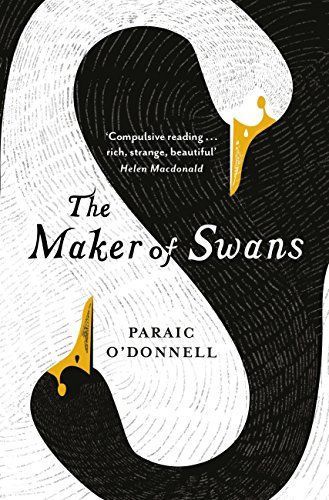 ‘Compulsive reading . . .
rich, strange, beautiful’
Helen Macdonald
The
Maker of Swans
PARAIC
O’DONNELL